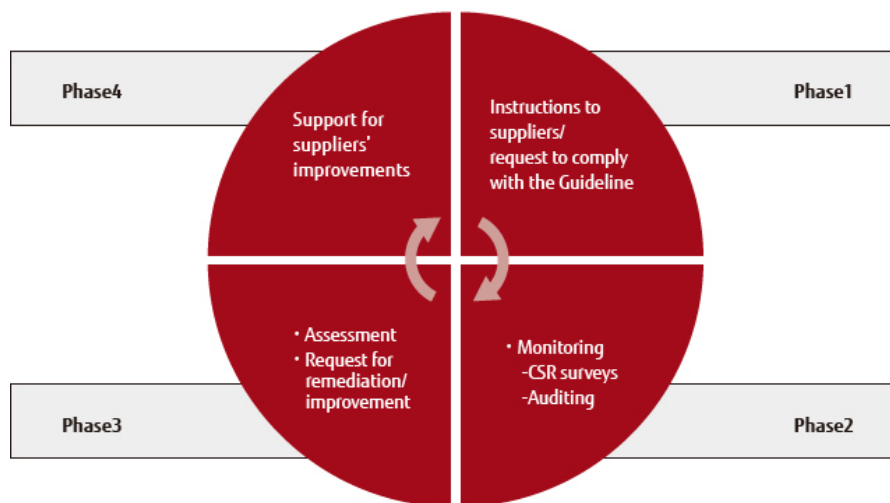 Phase4
Support for
suppliers'
improvements
Instructions to
suppliers/
request to comply
with the Guideline
Phase1
Phase3
・Assessment
・Request for
remediation/
improvement
・Monitoring
-CSR surveys
-Auditing
Phase2